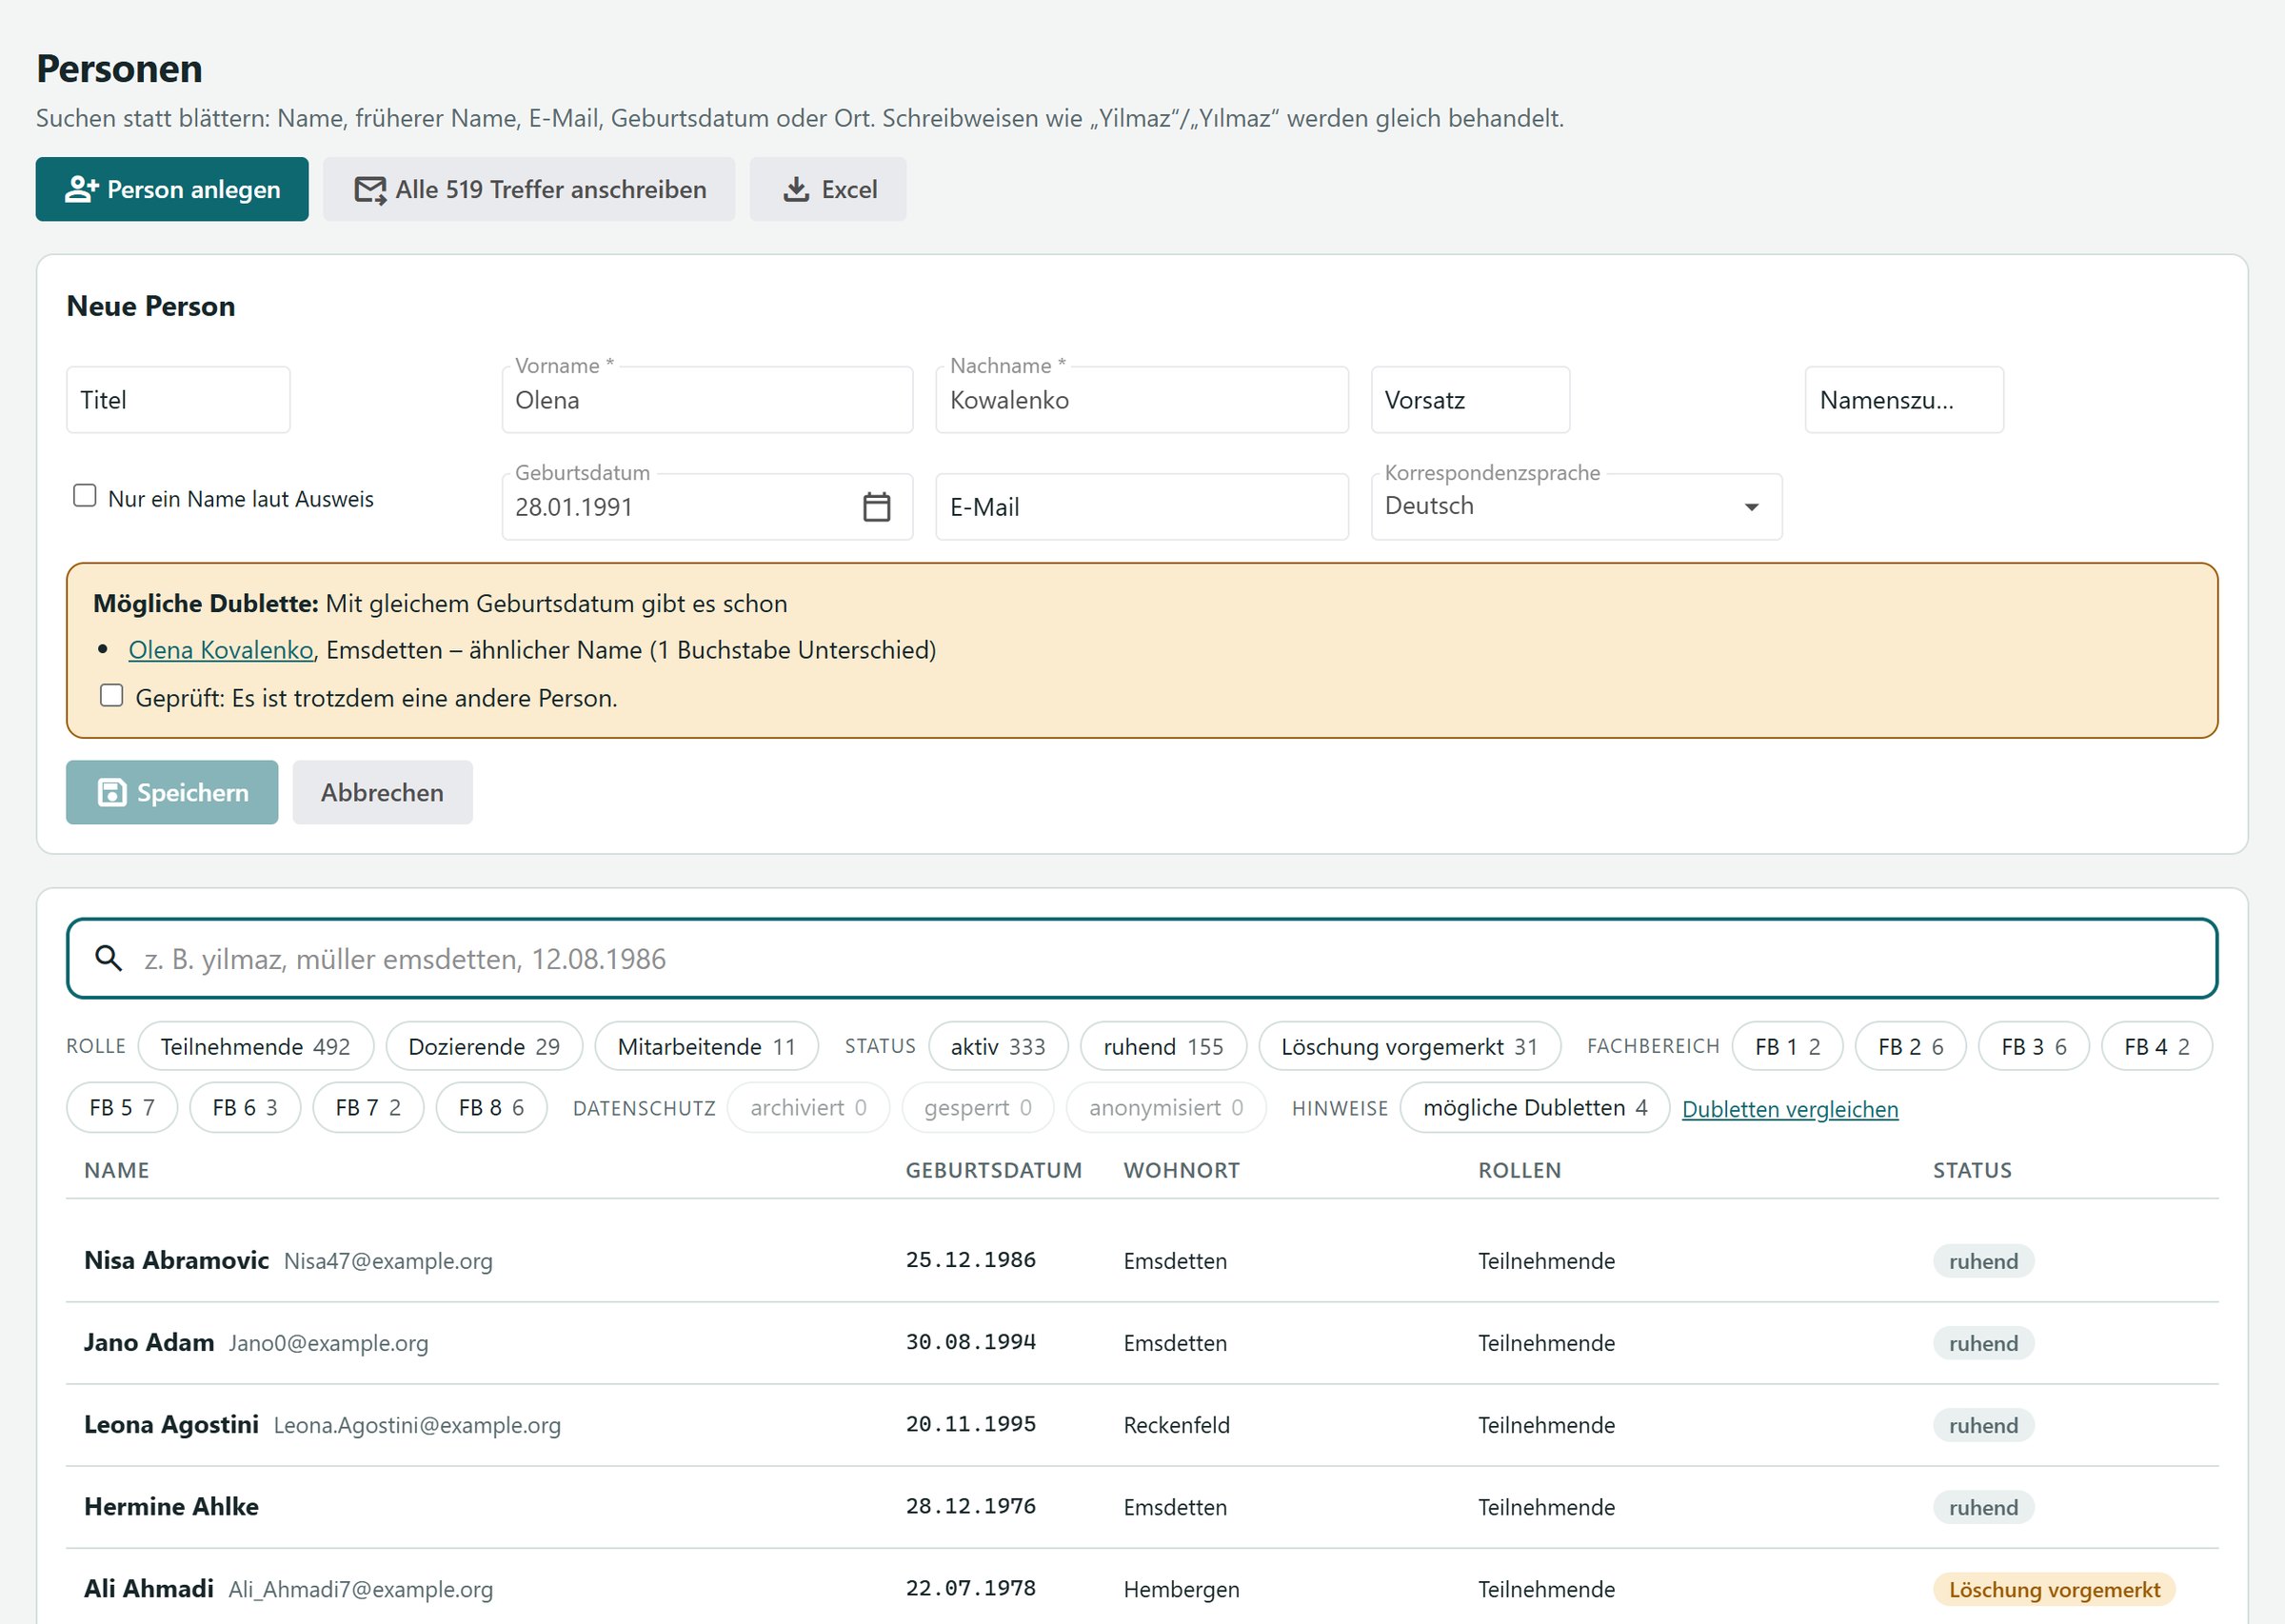 Personen
Suchen statt blättern: Name, früherer Name, E-Mail, Geburtsdatum oder Ort. Schreibweisen wie „Yilmaz“/„Yılmaz“ werden gleich behandelt.
Person anlegen Alle 519 Treffer anschreiben Excel
Neue Person
Titel Vorname * Olena Nachname * Kowalenko Vorsatz Namenszu...
Nur ein Name laut Ausweis Geburtsdatum 28.01.1991 E-Mail Korrespondenzsprache Deutsch
Mögliche Dublette: Mit gleichem Geburtsdatum gibt es schon
• Olena Kovalenko, Emsdetten – ähnlicher Name (1 Buchstabe Unterschied)
Geprüft: Es ist trotzdem eine andere Person.
Speichern Abbrechen
z. B. yilmaz, müller emsdetten, 12.08.1986
ROLLE Teilnehmende 492 Dozierende 29 Mitarbeitende 11 STATUS aktiv 333 ruhend 155 Löschung vorgemerkt 31 FACHBEREICH FB 1 2 FB 2 6 FB 3 6 FB 4 2
FB 5 7 FB 6 3 FB 7 2 FB 8 6 DATENSCHUTZ archiviert 0 gesperrt 0 anonymisiert 0 HINWEISE mögliche Dubletten 4 Dubletten vergleichen
NAME GEBURTSDATUM WOHNORT ROLLEN STATUS
Nisa Abramovic Nisa47@example.org 25.12.1986 Emsdetten Teilnehmende ruhend
Jano Adam Jano0@example.org 30.08.1994 Emsdetten Teilnehmende ruhend
Leona Agostini Leona.Agostini@example.org 20.11.1995 Reckenfeld Teilnehmende ruhend
Hermine Ahlke 28.12.1976 Emsdetten Teilnehmende ruhend
Ali Ahmadi Ali_Ahmadi7@example.org 22.07.1978 Hembergen Teilnehmende Löschung vorgemerkt